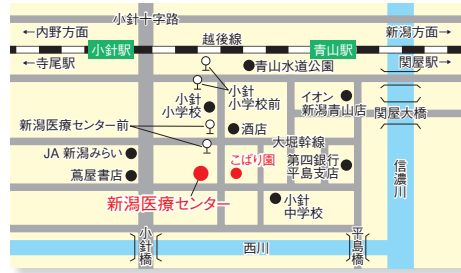 小針十字路
←内野方面
越後線
新潟方面→
小針駅
青山駅
←寺尾駅
関屋駅→
青山水道公園
小針
小学校前
小針
小学校
イオン
新潟青山店
関屋大橋
新潟医療センター前
酒店
大堀幹線
JA 新潟みらい
こばり園
第四銀行
平島支店
蔦屋書店
信濃川
新潟医療センター
小針
中学校
小針橋
西川
平島橋